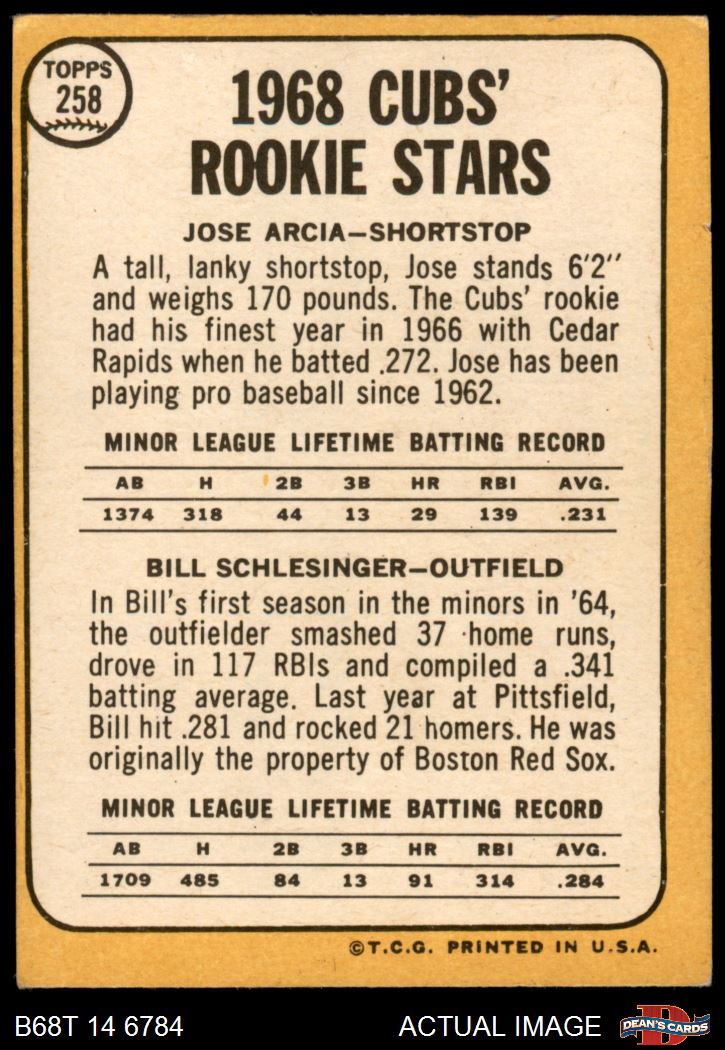 TOPPS
258
1968 CUBS'
ROOKIE STARS
JOSE ARCIA—SHORTSTOP
A tall, lanky shortstop, Jose stands 6'2"
and weighs 170 pounds. The Cubs' rookie
had his finest year in 1966 with Cedar
Rapids when he batted .272. Jose has been
playing pro baseball since 1962.
MINOR LEAGUE LIFETIME BATTING RECORD
AB H 2B 3B HR RBI AVG.
1374 318 44 13 29 139 .231
BILL SCHLESINGER—OUTFIELD
In Bill's first season in the minors in '64,
the outfielder smashed 37 home runs,
drove in 117 RBIs and compiled a .341
batting average. Last year at Pittsfield,
Bill hit .281 and rocked 21 homers. He was
originally the property of Boston Red Sox.
MINOR LEAGUE LIFETIME BATTING RECORD
AB H 2B 3B HR RBI AVG.
1709 485 84 13 91 314 .284
©T.C.G. PRINTED IN U.S.A.
B68T 14 6784 ACTUAL IMAGE D DEAN'S CARDS